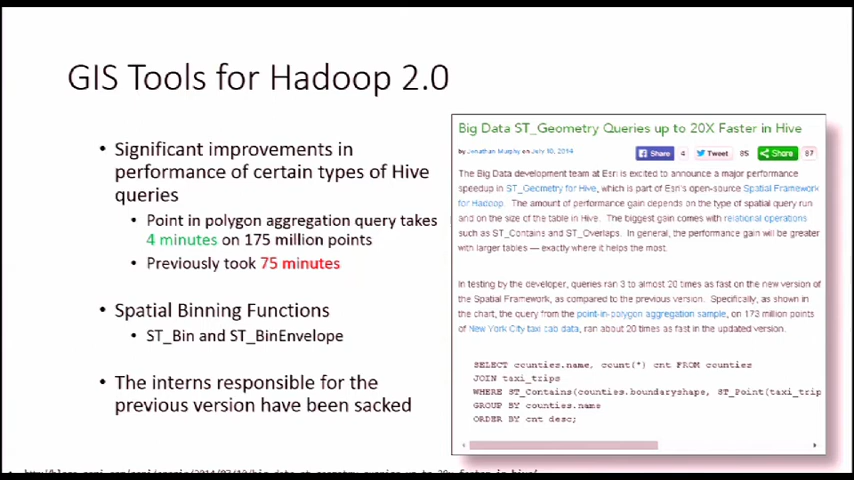 GIS Tools for Hadoop 2.0
• Significant improvements in
performance of certain types of Hive
queries
• Point in polygon aggregation query takes
4 minutes on 175 million points
• Previously took 75 minutes
• Spatial Binning Functions
• ST_Bin and ST_BinEnvelope
• The interns responsible for the
previous version have been sacked
Big Data ST_Geometry Queries up to 20X Faster in Hive
by Jonathan Murphy on July 10, 2014
Share 4 Tweet 85 Share 87
The Big Data development team at Esri is excited to announce a major performance
speedup in ST_Geometry for Hive, which is part of Esri's open-source Spatial Framework
for Hadoop. The amount of performance gain depends on the type of spatial query run
and on the size of the table in Hive. The biggest gain comes with relational operations
such as ST_Contains and ST_Overlaps. In general, the performance gain will be greater
with larger tables — exactly where it helps the most.
In testing by the developer, queries ran 3 to almost 20 times as fast on the new version of
the Spatial Framework, as compared to the previous version. Specifically, as shown in
the chart, the query from the point-in-polygon aggregation sample, on 173 million points
of New York City taxi cab data, ran about 20 times as fast in the updated version.
SELECT counties.name, count(*) cnt FROM counties
JOIN taxi_trips
WHERE ST_Contains(counties.boundaryshape, ST_Point(taxi_trip
GROUP BY counties.name
ORDER BY cnt desc;